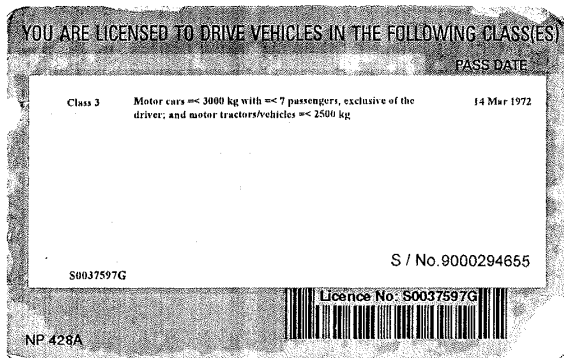 YOU ARE LICENSED TO DRIVE VEHICLES IN THE FOLLOWING CLASS(ES)
PASS DATE
Class 3 Motor cars =< 3000 kg with =< 7 passengers, exclusive of the 14 Mar 1972
driver; and motor tractors/vehicles =< 2500 kg
S / No.9000294655
S0037597G
Licence No: S0037597G
NP 428A